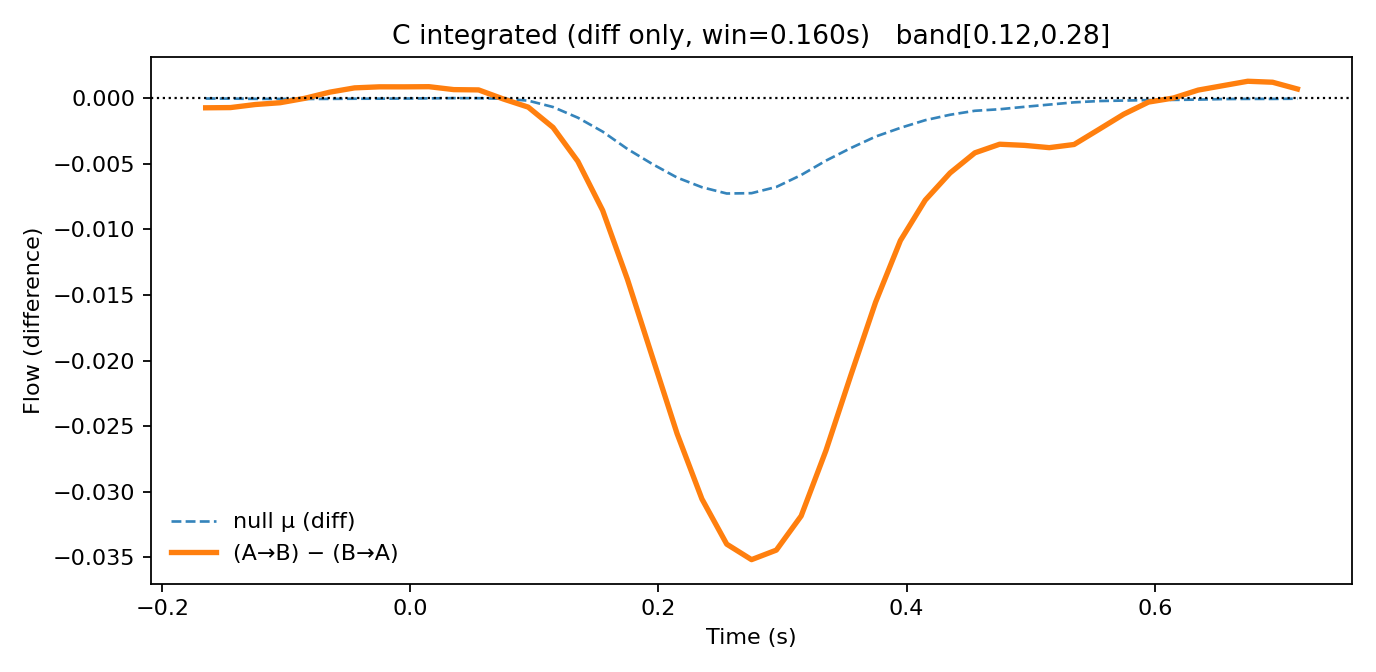 C integrated (diff only, win=0.160s)   band[0.12,0.28]
0.000
−0.005
−0.010
−0.015
−0.020
−0.025
−0.030
−0.035
Flow (difference)
null μ (diff)
(A→B) − (B→A)
−0.2
0.0
0.2
0.4
0.6
Time (s)